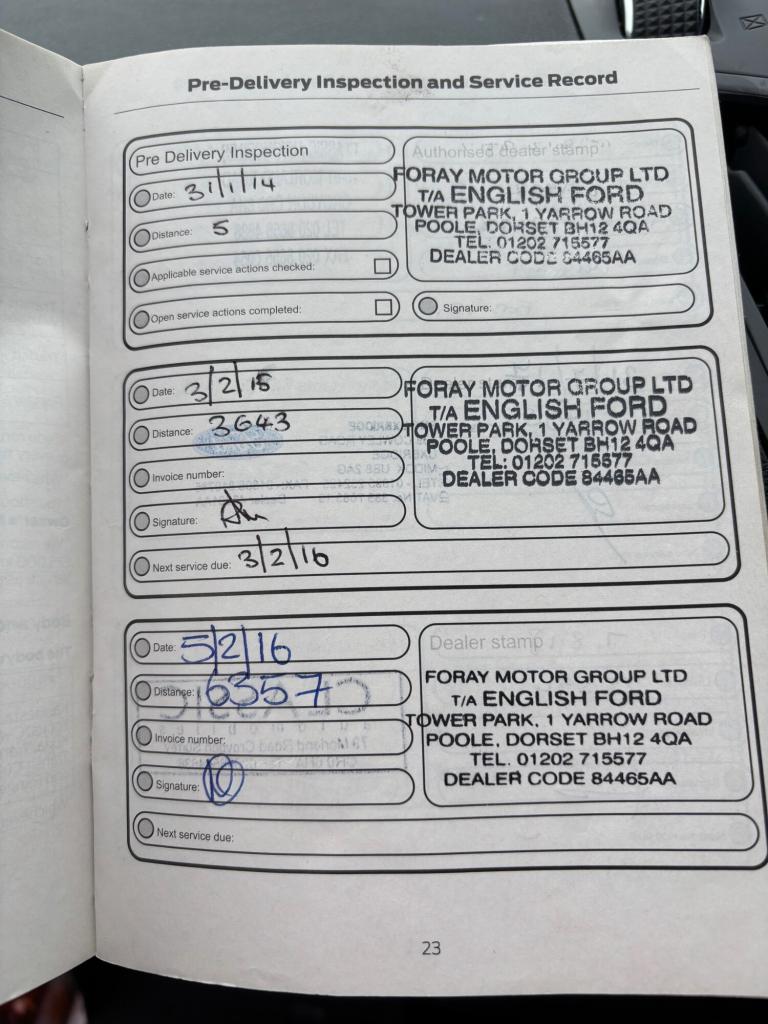 Pre-Delivery Inspection and Service Record
Pre Delivery Inspection
Date: 31/1/14
Distance: 5
Applicable service actions checked:
Open service actions completed:
Authorised dealer stamp
FORAY MOTOR GROUP LTD
T/A ENGLISH FORD
TOWER PARK, 1 YARROW ROAD
POOLE, DORSET BH12 4QA
TEL. 01202 715577
DEALER CODE 84465AA
Signature:
Date: 3/2/15
Distance: 3643
Invoice number:
Signature:
Next service due: 3/2/16
FORAY MOTOR GROUP LTD
T/A ENGLISH FORD
TOWER PARK, 1 YARROW ROAD
POOLE, DORSET BH12 4QA
TEL: 01202 715577
DEALER CODE 84465AA
Date: 5/2/16
Distance: 6357
Invoice number:
Signature:
Next service due:
Dealer stamp
FORAY MOTOR GROUP LTD
T/A ENGLISH FORD
TOWER PARK, 1 YARROW ROAD
POOLE, DORSET BH12 4QA
TEL. 01202 715577
DEALER CODE 84465AA
23